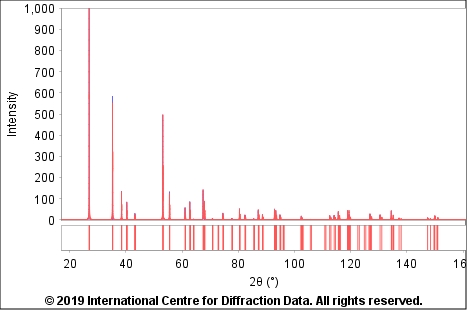 1,000
900
800
700
600
500
400
300
200
100
0
Intensity
20 40 60 80 100 120 140 16
2θ (°)
© 2019 International Centre for Diffraction Data. All rights reserved.